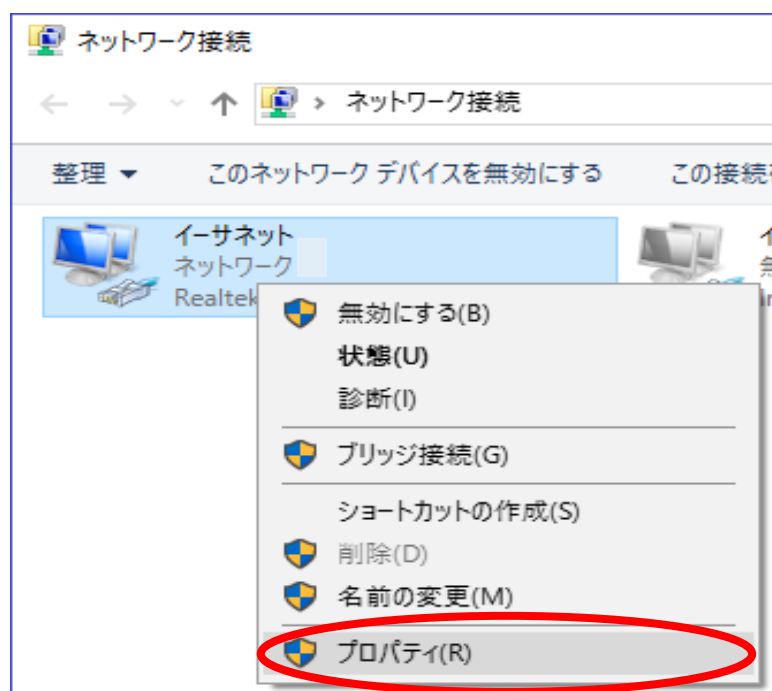 ネットワーク接続
ネットワーク接続
整理 このネットワーク デバイスを無効にする この接続
イーサネット
ネットワーク
Realtek
無効にする(B)
状態(U)
診断(I)
ブリッジ接続(G)
ショートカットの作成(S)
削除(D)
名前の変更(M)
プロパティ(R)